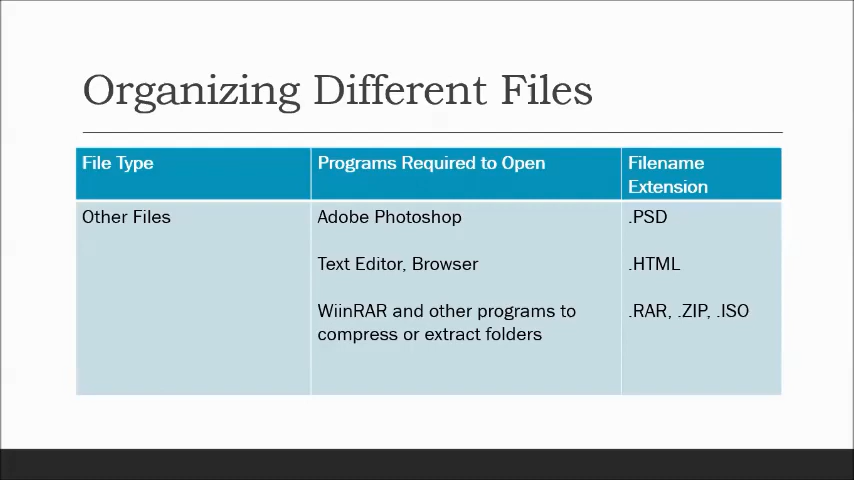 Organizing Different Files
File Type
Programs Required to Open
Filename
Extension
Other Files
Adobe Photoshop
.PSD
Text Editor, Browser
.HTML
WiinRAR and other programs to
compress or extract folders
.RAR, .ZIP, .ISO